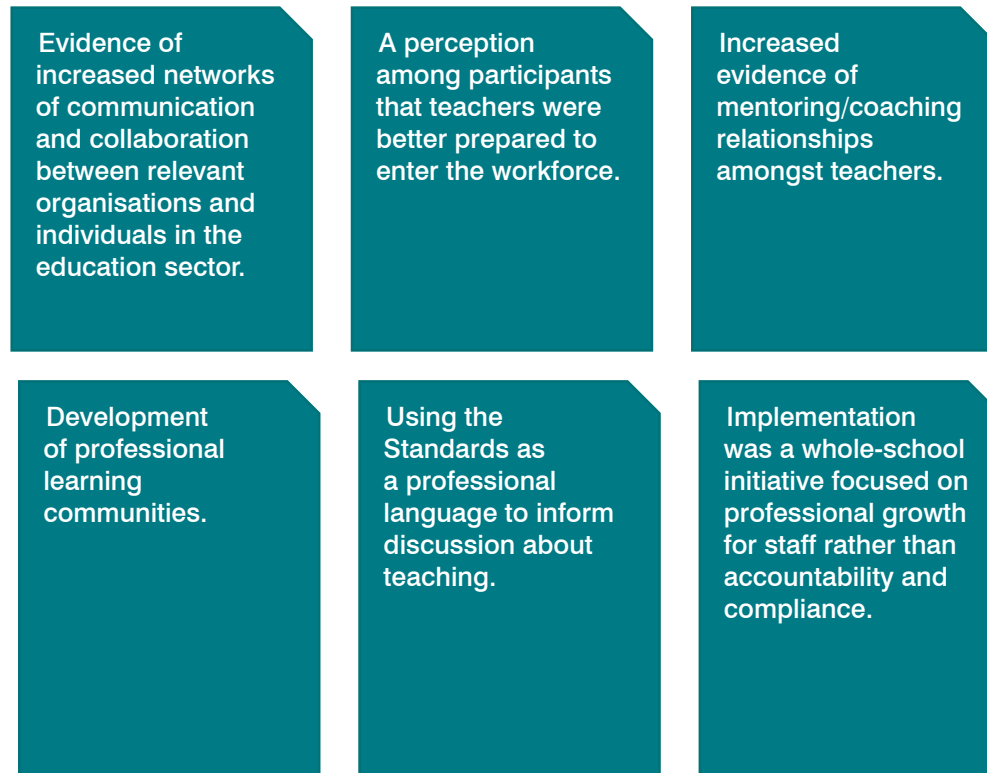 Evidence of
increased networks
of communication
and collaboration
between relevant
organisations and
individuals in the
education sector.
A perception
among participants
that teachers were
better prepared to
enter the workforce.
Increased
evidence of
mentoring/coaching
relationships
amongst teachers.
Development
of professional
learning
communities.
Using the
Standards as
a professional
language to inform
discussion about
teaching.
Implementation
was a whole-school
initiative focused on
professional growth
for staff rather than
accountability and
compliance.